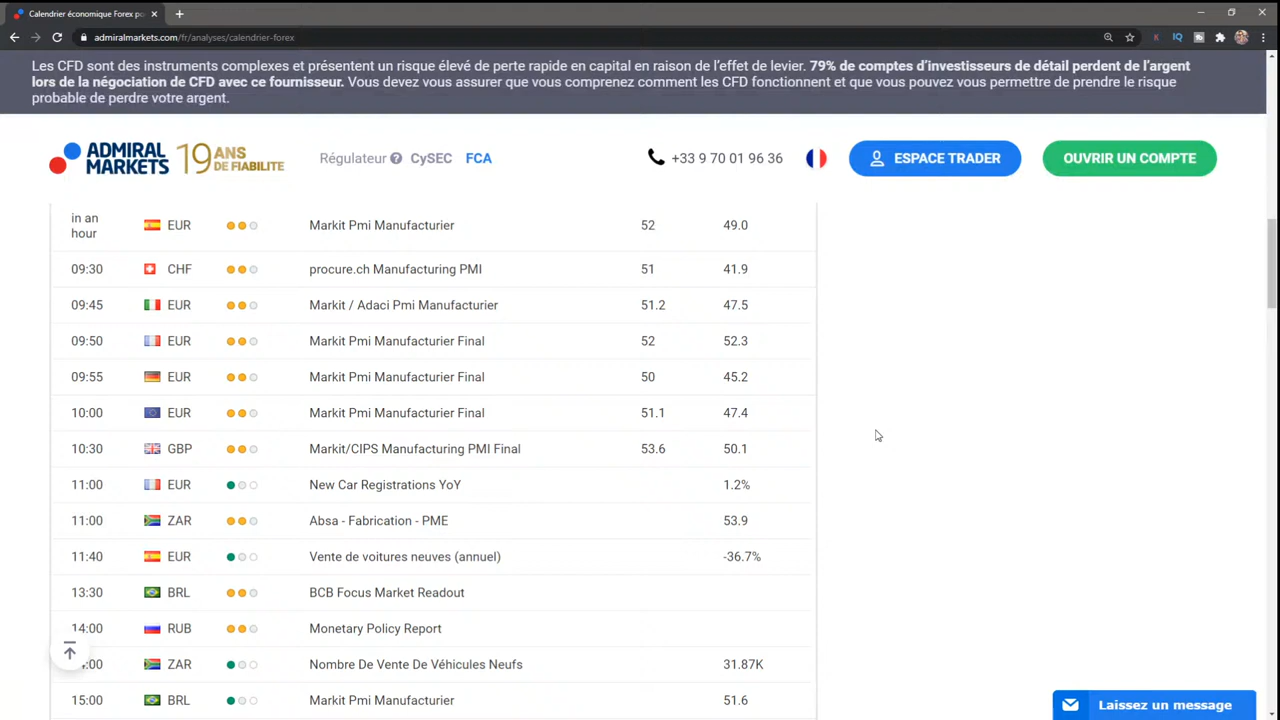 Calendrier économique Forex po
admiralmarkets.com/fr/analyses/calendrier-forex
Les CFD sont des instruments complexes et présentent un risque élevé de perte rapide en capital en raison de l’effet de levier. 79% de comptes d’investisseurs de détail perdent de l’argent
lors de la négociation de CFD avec ce fournisseur. Vous devez vous assurer que vous comprenez comment les CFD fonctionnent et que vous pouvez vous permettre de prendre le risque
probable de perdre votre argent.
ADMIRAL MARKETS 19 ANS DE FIABILITE Régulateur ? CySEC FCA +33 9 70 01 96 36 ESPACE TRADER OUVRIR UN COMPTE
in an hour EUR Markit Pmi Manufacturier 52 49.0
09:30 CHF procure.ch Manufacturing PMI 51 41.9
09:45 EUR Markit / Adaci Pmi Manufacturier 51.2 47.5
09:50 EUR Markit Pmi Manufacturier Final 52 52.3
09:55 EUR Markit Pmi Manufacturier Final 50 45.2
10:00 EUR Markit Pmi Manufacturier Final 51.1 47.4
10:30 GBP Markit/CIPS Manufacturing PMI Final 53.6 50.1
11:00 EUR New Car Registrations YoY 1.2%
11:00 ZAR Absa - Fabrication - PME 53.9
11:40 EUR Vente de voitures neuves (annuel) -36.7%
13:30 BRL BCB Focus Market Readout
14:00 RUB Monetary Policy Report
:00 ZAR Nombre De Vente De Véhicules Neufs 31.87K
15:00 BRL Markit Pmi Manufacturier 51.6
Laissez un message